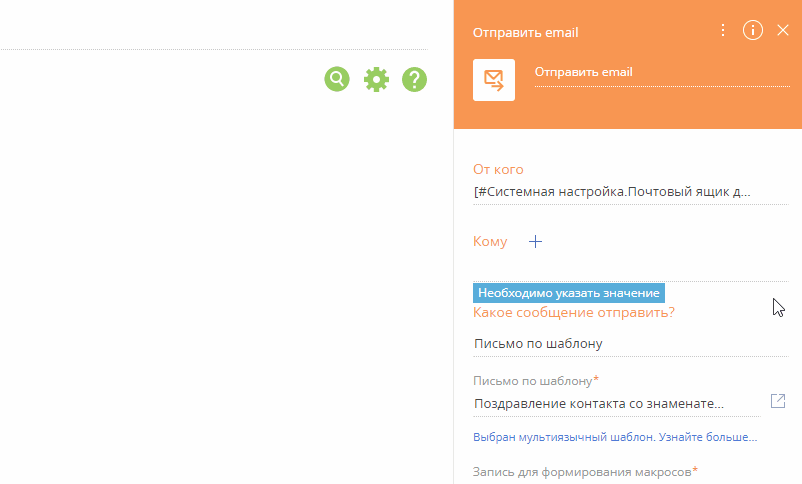 Отправить email
Отправить email
От кого
[#Системная настройка.Почтовый ящик д...
Кому
Необходимо указать значение
Какое сообщение отправить?
Письмо по шаблону
Письмо по шаблону*
Поздравление контакта со знаменате...
Выбран мультиязычный шаблон. Узнайте больше...
Запись для формирования макросов*